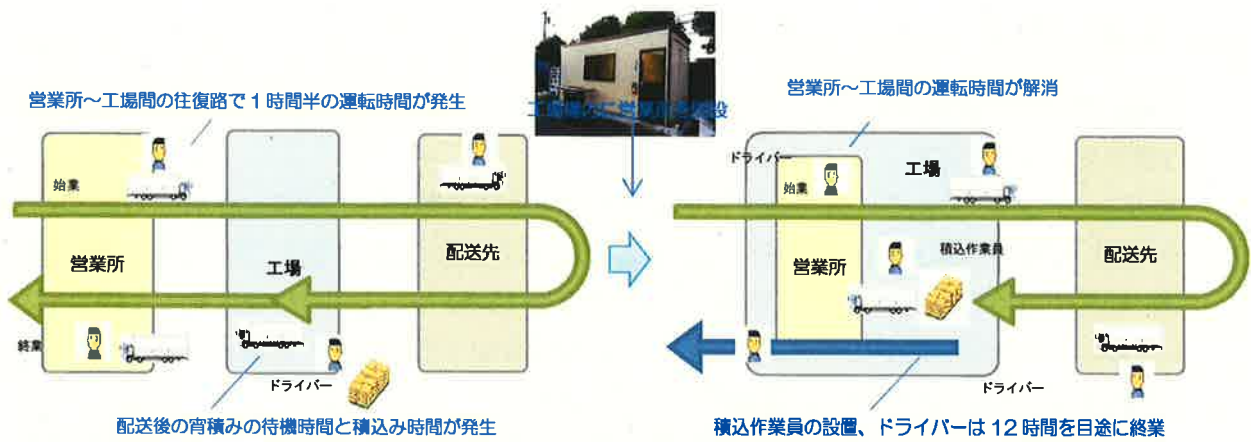 営業所～工場間の往復路で1時間半の運転時間が発生
始業
営業所
工場
配送先
終業
ドライバー
配送後の宵積みの待機時間と積込み時間が発生
営業所～工場間の運転時間が解消
ドライバー
始業
工場
積込作業員
営業所
配送先
ドライバー
積込作業員の設置、ドライバーは12時間を目途に終業